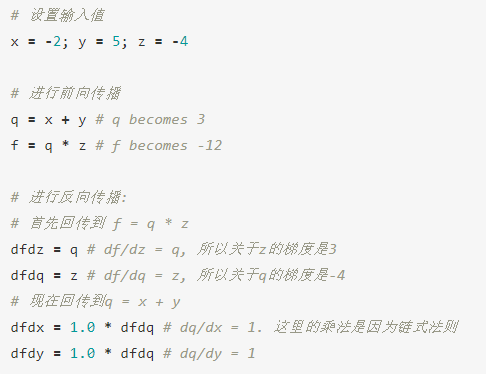 # 设置输入值
x = -2; y = 5; z = -4
# 进行前向传播
q = x + y # q becomes 3
f = q * z # f becomes -12
# 进行反向传播:
# 首先回传到 f = q * z
dfdz = q # df/dz = q, 所以关于z的梯度是3
dfdq = z # df/dq = z, 所以关于q的梯度是-4
# 现在回传到q = x + y
dfdx = 1.0 * dfdq # dq/dx = 1. 这里的乘法是因为链式法则
dfdy = 1.0 * dfdq # dq/dy = 1